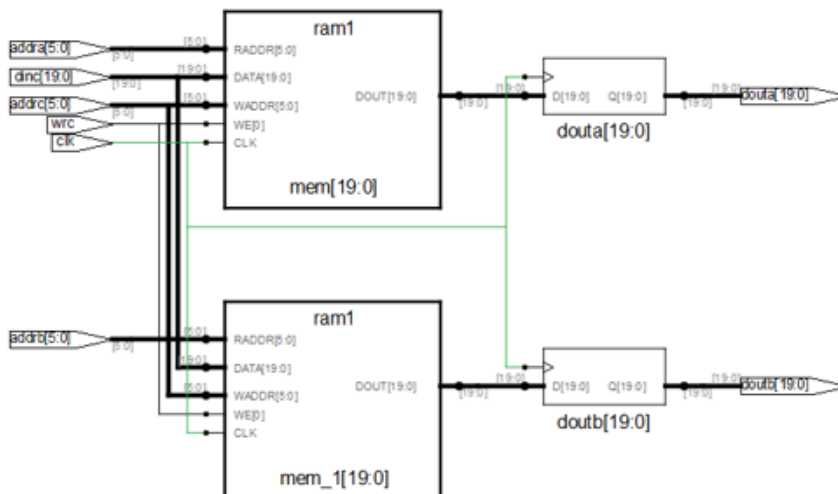 ram1
addra[5:0]
[5:0]
[5:0]
RADDR[5:0]
dinc[19:0]
[19:0]
[19:0]
DATA[19:0]
addrc[5:0]
[5:0]
[5:0]
WADDR[5:0]
wrc
WE[0]
clk
CLK
DOUT[19:0]
[19:0]
[19:0]
D[19:0]
Q[19:0]
[19:0]
douta[19:0]
douta[19:0]
mem[19:0]
ram1
addrb[5:0]
[5:0]
[5:0]
RADDR[5:0]
[19:0]
DATA[19:0]
[5:0]
WADDR[5:0]
WE[0]
CLK
DOUT[19:0]
[19:0]
[19:0]
D[19:0]
Q[19:0]
[19:0]
doutb[19:0]
doutb[19:0]
mem_1[19:0]